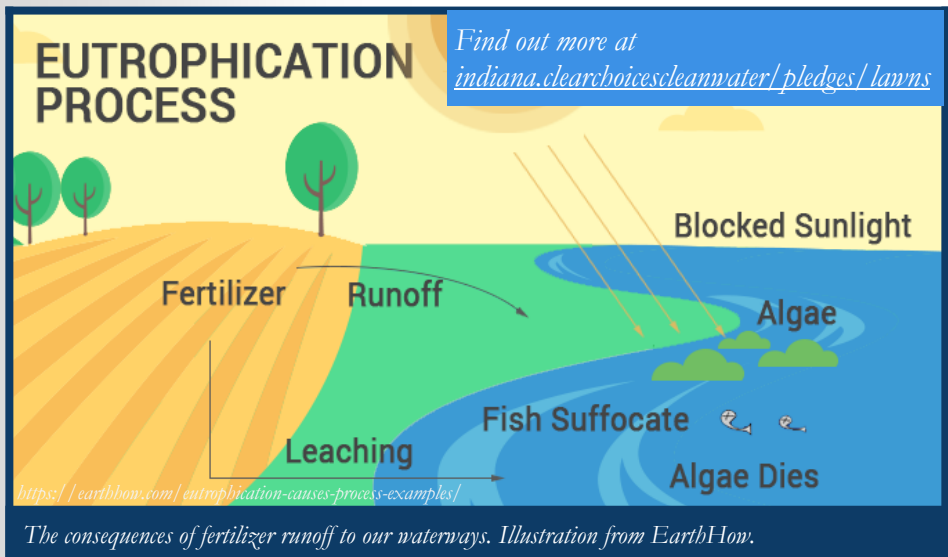 EUTROPHICATION
PROCESS
Find out more at
indiana.clearchoicescleanwater/pledges/lawns
Blocked Sunlight
Fertilizer
Runoff
Algae
Fish Suffocate
Leaching
Algae Dies
https://earthhow.com/eutrophication-causes-process-examples/
The consequences of fertilizer runoff to our waterways. Illustration from EarthHow.